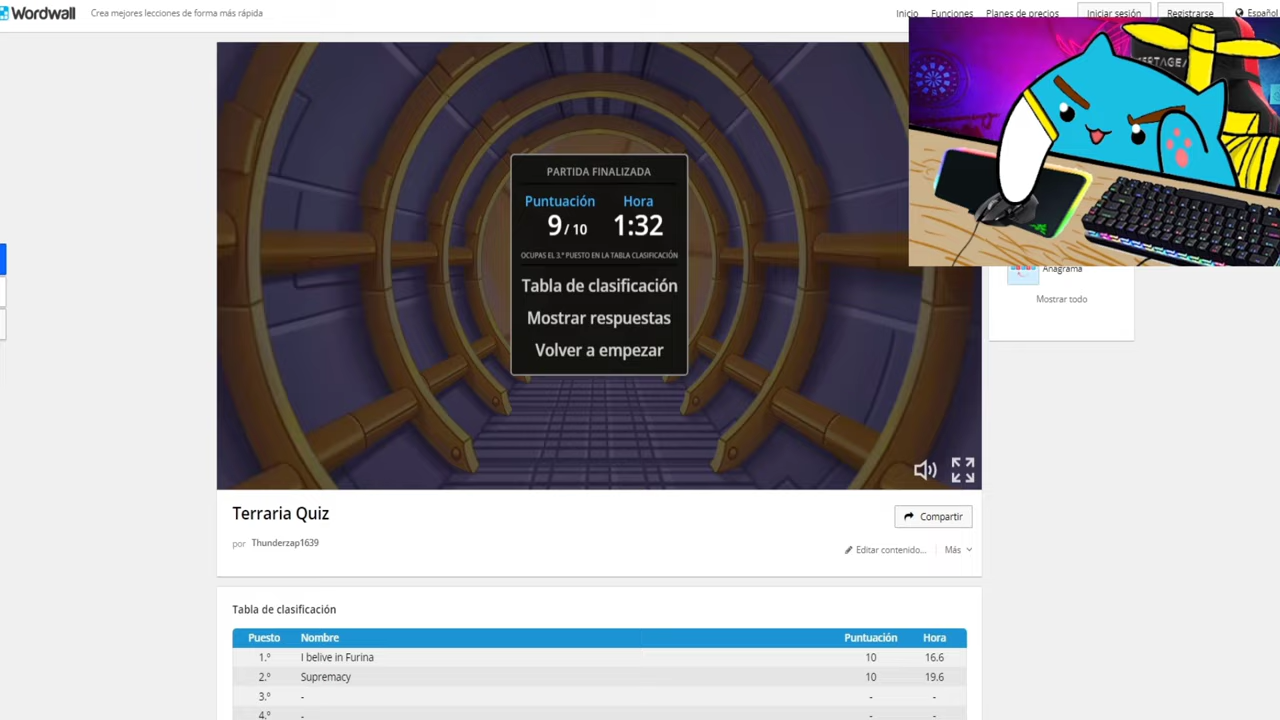 Wordwall
Crea mejores lecciones de forma más rápida
Inicio
Funciones
Planes de precios
Iniciar sesión
Registrarse
Español
PARTIDA FINALIZADA
Puntuación Hora
9/ 10 1:32
OCUPAS EL 3.º PUESTO EN LA TABLA CLASIFICACIÓN
Tabla de clasificación
Mostrar respuestas
Volver a empezar
Anagrama
Mostrar todo
Terraria Quiz
Compartir
por Thunderzap1639
Editar contenido...
Más
Tabla de clasificación
Puesto Nombre Puntuación Hora
1.º I belive in Furina 10 16.6
2.º Supremacy 10 19.6
3.º - - -
4.º - - -